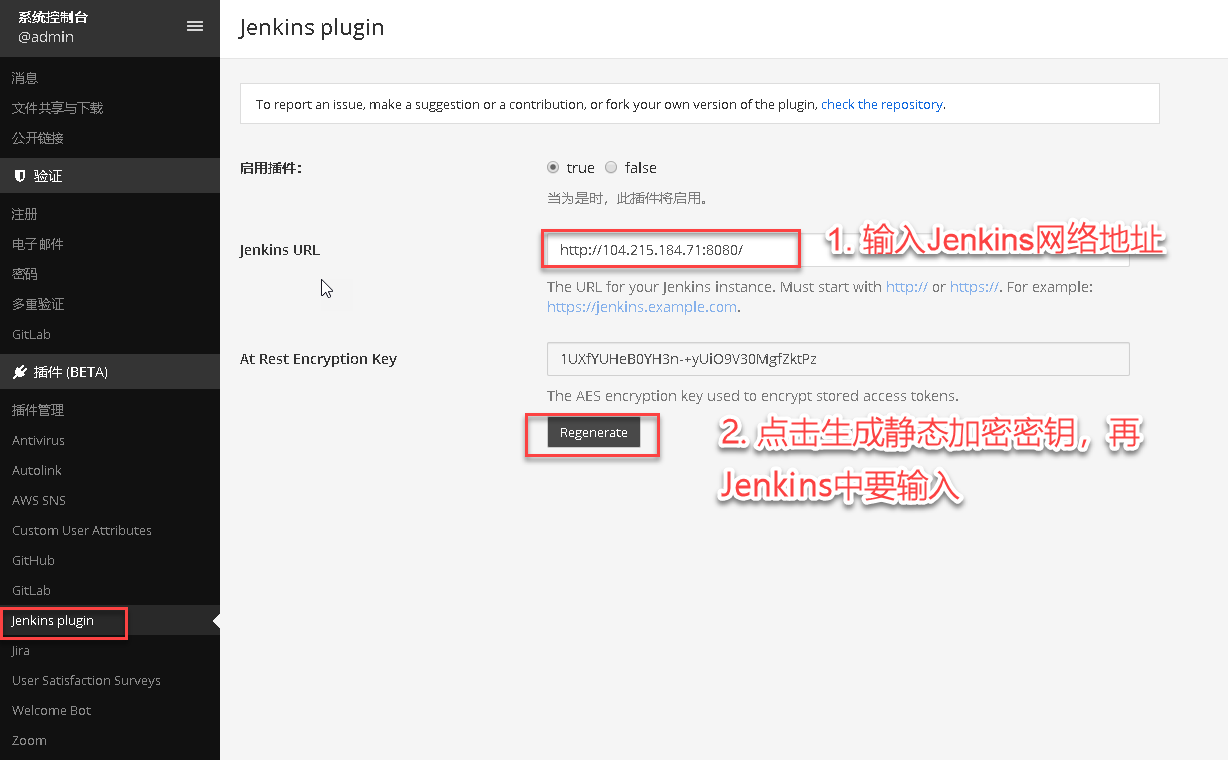 系统控制台
@admin
消息
文件共享与下载
公开链接
验证
注册
电子邮件
密码
多重验证
GitLab
插件 (BETA)
插件管理
Antivirus
Autolink
AWS SNS
Custom User Attributes
GitHub
GitLab
Jenkins plugin
Jira
User Satisfaction Surveys
Welcome Bot
Zoom
Jenkins plugin
To report an issue, make a suggestion or a contribution, or fork your own version of the plugin, check the repository.
启用插件：
true false
当为是时，此插件将启用。
Jenkins URL
http://104.215.184.71:8080/
1. 输入Jenkins网络地址
The URL for your Jenkins instance. Must start with http:// or https://. For example:
https://jenkins.example.com.
At Rest Encryption Key
1UXfYUHeB0YH3n-+yUiO9V30MgfZktPz
The AES encryption key used to encrypt stored access tokens.
Regenerate
2. 点击生成静态加密密钥，再
Jenkins中要输入